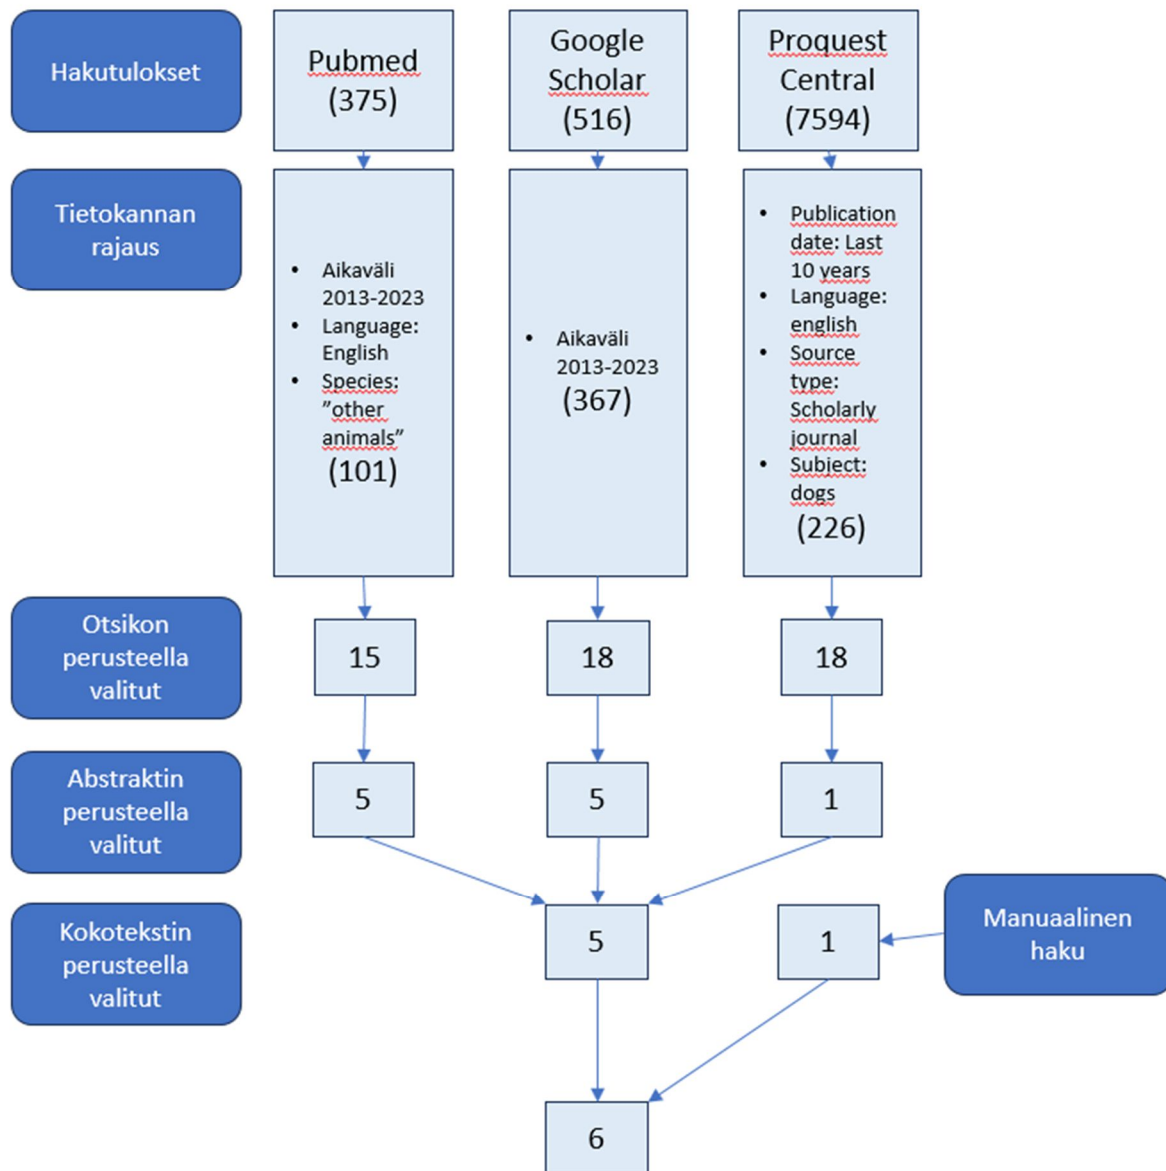 Hakutulokset
Pubmed
(375)
Google
Scholar
(516)
Proquest
Central
(7594)
Tietokannan
rajaus
• Aikaväli
2013-2023
• Language:
English
• Species:
”other
animals”
(101)
• Aikaväli
2013-2023
(367)
• Publication
date: Last
10 years
• Language:
english
• Source
type:
Scholarly
journal
• Subject:
dogs
(226)
Otsikon
perusteella
valitut
15
18
18
Abstraktin
perusteella
valitut
5
5
1
Kokotekstin
perusteella
valitut
5
1
Manuaalinen
haku
6